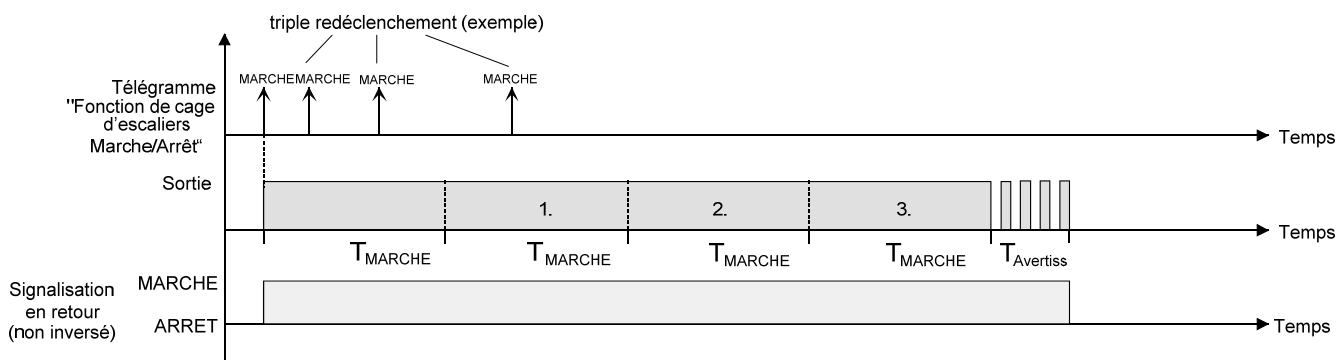 triple redéclenchement (exemple)
MARCHE MARCHE MARCHE MARCHE
Télégramme
"Fonction de cage
d'escaliers
Marche/Arrêt“
Temps
Sortie
1. 2. 3.
Temps
TMARCHE TMARCHE TMARCHE TMARCHE TAvertiss
Signalisation
en retour
(non inversé)
MARCHE
ARRET
Temps